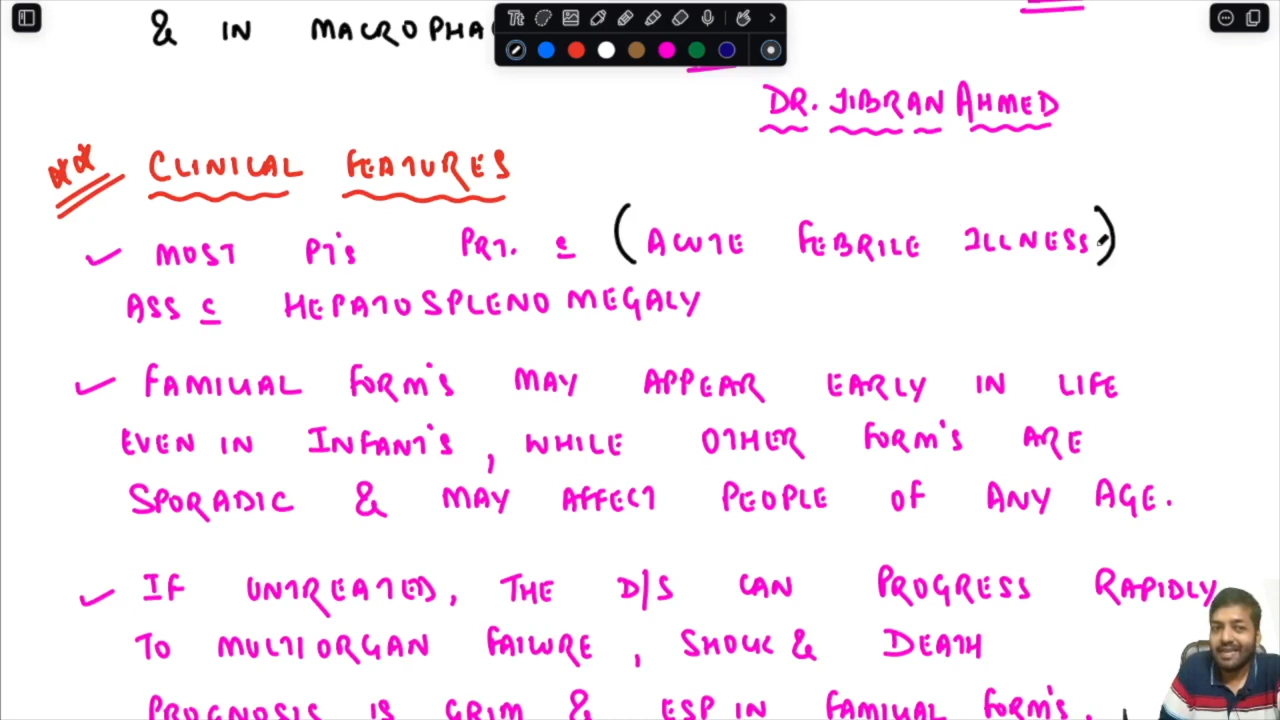 & IN MACROPHA
DR. JIBRAN AHMED
CLINICAL FEATURES
MOST PT'S PRT. c̲ (ACUTE FEBRILE ILLNESS)
ASS c̲ HEPATOSPLENOMEGALY
FAMILIAL FORM'S MAY APPEAR EARLY IN LIFE
EVEN IN INFANT'S, WHILE OTHER FORM'S ARE
SPORADIC & MAY AFFECT PEOPLE OF ANY AGE.
IF UNTREATED, THE D/S CAN PROGRESS RAPIDLY
TO MULTIORGAN FAILURE, SHOCK & DEATH
PROGNOSIS IS GRIM & ESP IN FAMILIAL FORM'S.